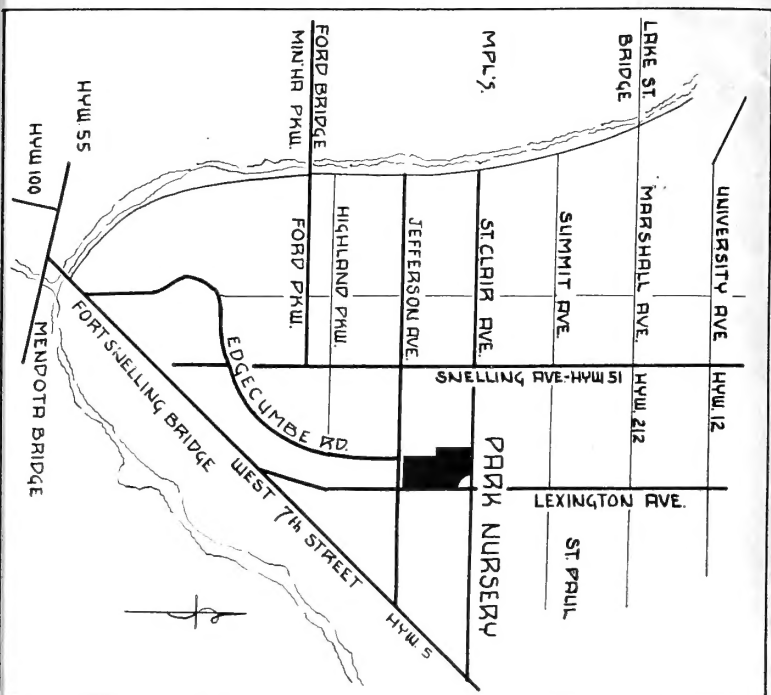 LAKE ST.
BRIDGE
MPL'S.
FORD BRIDGE
MIN'HA PKW.
HYW. 55
HYW 100
UNIVERSITY AVE
HYW. 12
MARSHALL AVE.
HYW. 212
SUMMIT AVE.
ST. CLAIR AVE.
JEFFERSON AVE.
HIGHLAND PKW.
FORD PKW.
SNELLING AVE-HYW 51
EDGECUMBE RD.
PARK NURSERY
LEXINGTON AVE.
ST. PAUL
FORT SNELLING BRIDGE
WEST 7th STREET
HYW. 5
MENDOTA BRIDGE